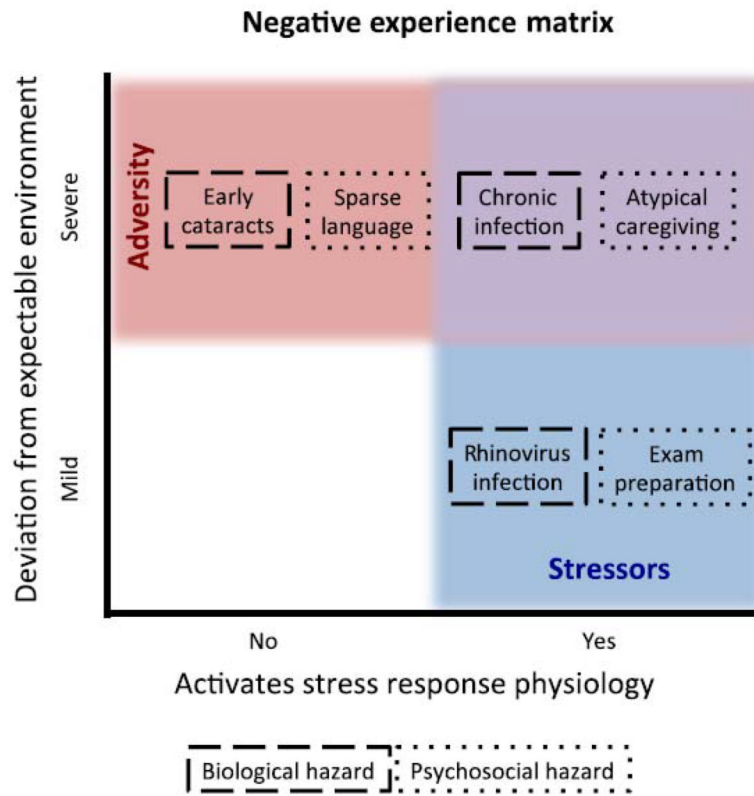 Negative experience matrix
Deviation from expectable environment
Severe
Mild
Adversity
Early
cataracts
Sparse
language
Chronic
infection
Atypical
caregiving
Rhinovirus
infection
Exam
preparation
Stressors
No
Yes
Activates stress response physiology
Biological hazard
Psychosocial hazard